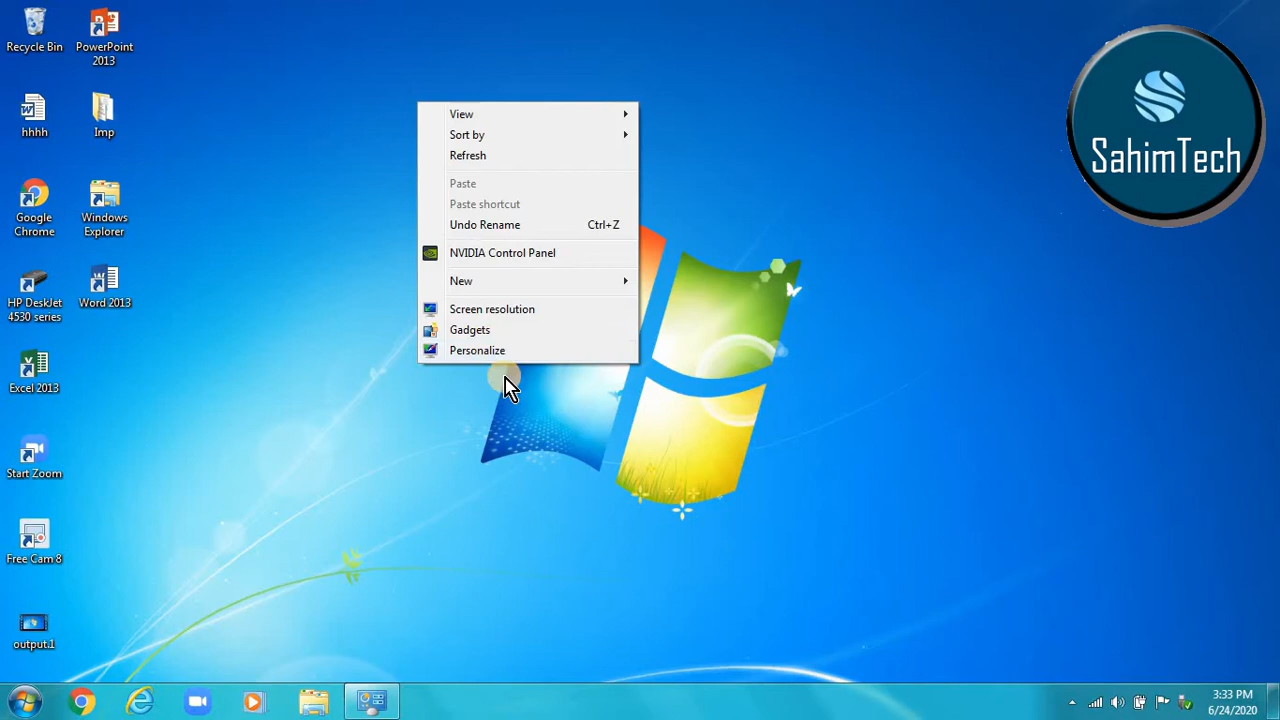 Recycle Bin
PowerPoint
2013
hhhh
Imp
Google
Chrome
Windows
Explorer
HP DeskJet
4530 series
Word 2013
Excel 2013
Start Zoom
Free Cam 8
output.1
View
Sort by
Refresh
Paste
Paste shortcut
Undo Rename Ctrl+Z
NVIDIA Control Panel
New
Screen resolution
Gadgets
Personalize
SahimTech
3:33 PM
6/24/2020